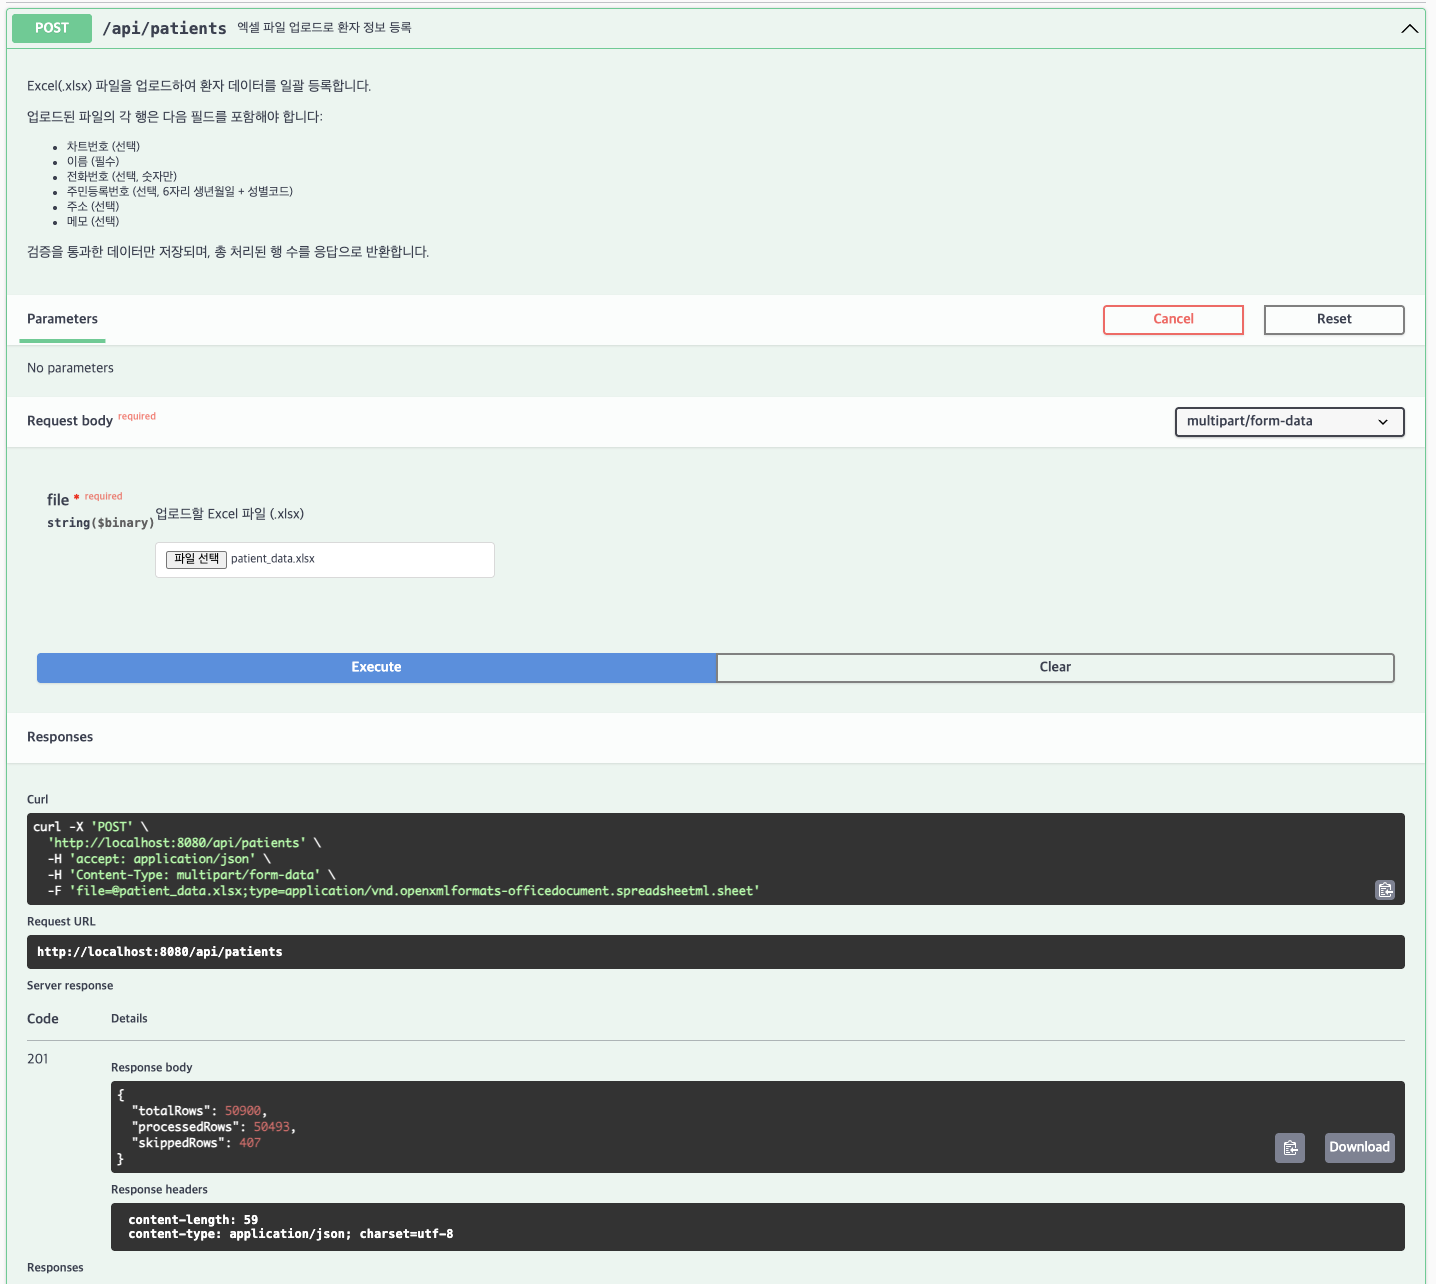 POST /api/patients 엑셀 파일 업로드로 환자 정보 등록
Excel(.xlsx) 파일을 업로드하여 환자 데이터를 일괄 등록합니다.
업로드된 파일의 각 행은 다음 필드를 포함해야 합니다:
• 차트번호 (선택)
• 이름 (필수)
• 전화번호 (선택, 숫자만)
• 주민등록번호 (선택, 6자리 생년월일 + 성별코드)
• 주소 (선택)
• 메모 (선택)
검증을 통과한 데이터만 저장되며, 총 처리된 행 수를 응답으로 반환합니다.
Parameters
Cancel
Reset
No parameters
Request body required
multipart/form-data
file * required
string($binary)
업로드할 Excel 파일 (.xlsx)
파일 선택 patient_data.xlsx
Execute
Clear
Responses
Curl
curl -X 'POST' \
'http://localhost:8080/api/patients' \
-H 'accept: application/json' \
-H 'Content-Type: multipart/form-data' \
-F 'file=@patient_data.xlsx;type=application/vnd.openxmlformats-officedocument.spreadsheetml.sheet'
Request URL
http://localhost:8080/api/patients
Server response
Code Details
201
Response body
{
"totalRows": 50900,
"processedRows": 50493,
"skippedRows": 407
}
Download
Response headers
content-length: 59
content-type: application/json; charset=utf-8
Responses